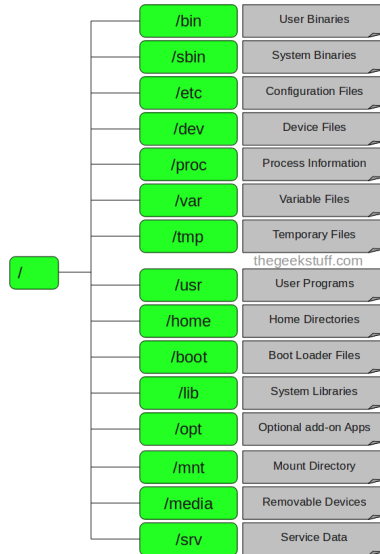 /bin User Binaries
/sbin System Binaries
/etc Configuration Files
/dev Device Files
/proc Process Information
/var Variable Files
/tmp Temporary Files
thegeekstuff.com
/
/usr User Programs
/home Home Directories
/boot Boot Loader Files
/lib System Libraries
/opt Optional add-on Apps
/mnt Mount Directory
/media Removable Devices
/srv Service Data